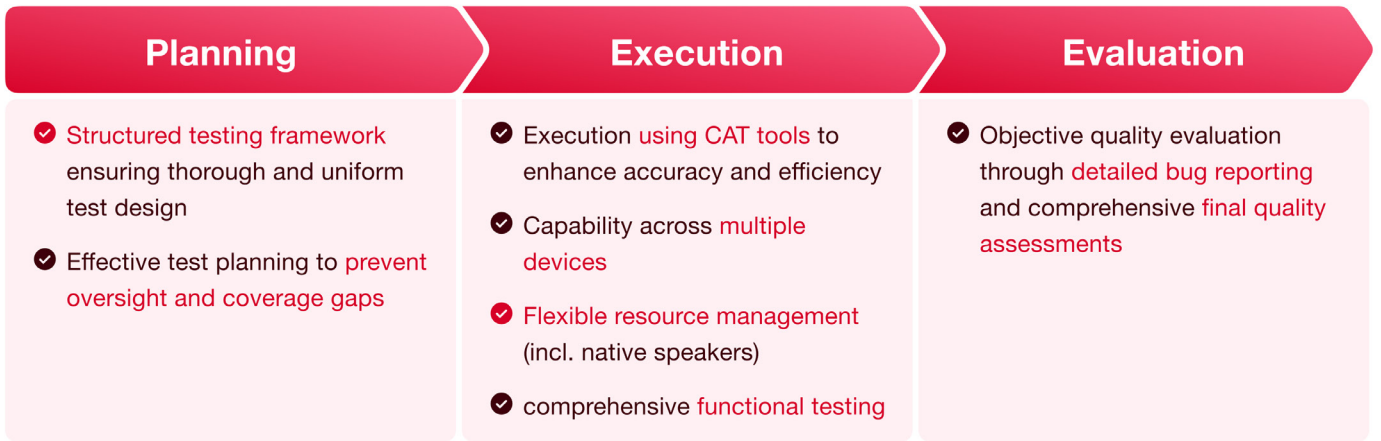 Planning
Structured testing framework
ensuring thorough and uniform
test design
Effective test planning to prevent
oversight and coverage gaps
Execution
Execution using CAT tools to
enhance accuracy and efficiency
Capability across multiple
devices
Flexible resource management
(incl. native speakers)
comprehensive functional testing
Evaluation
Objective quality evaluation
through detailed bug reporting
and comprehensive final quality
assessments